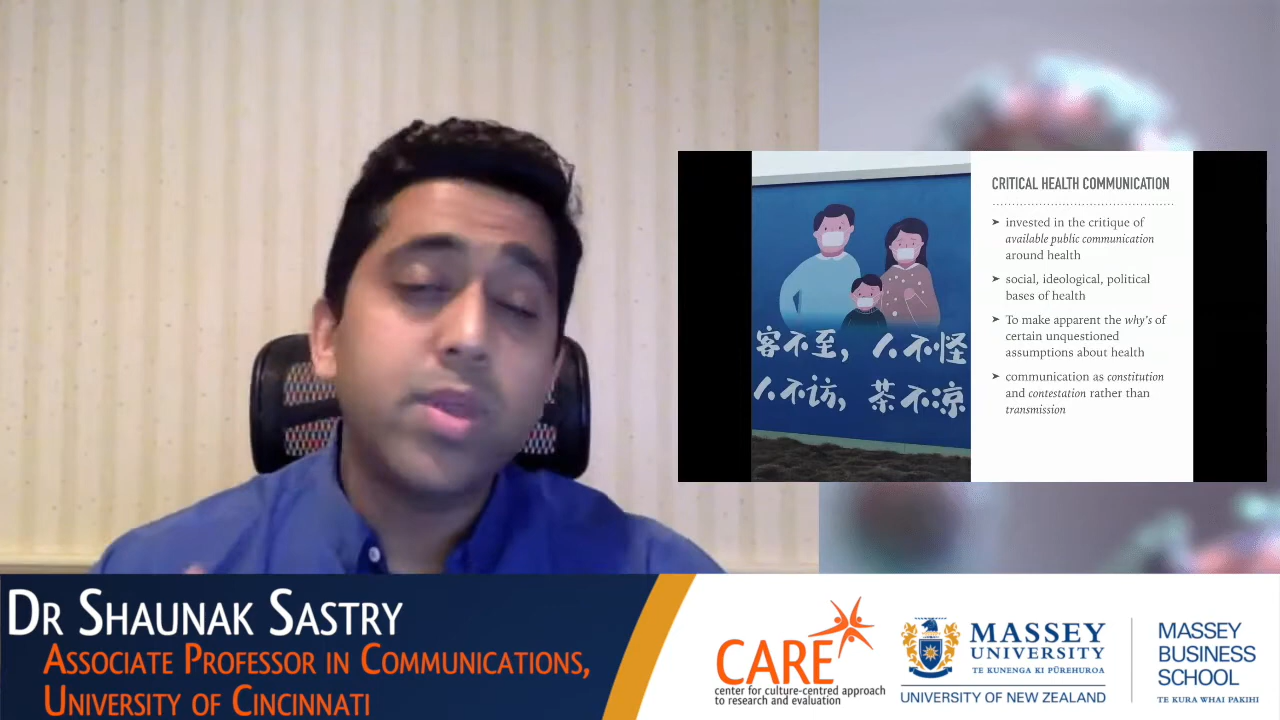 客不至，人不怪
人不访，茶不凉
CRITICAL HEALTH COMMUNICATION
➤ invested in the critique of
available public communication
around health
➤ social, ideological, political
bases of health
➤ To make apparent the why's of
certain unquestioned
assumptions about health
➤ communication as constitution
and contestation rather than
transmission
DR SHAUNAK SASTRY
ASSOCIATE PROFESSOR IN COMMUNICATIONS,
UNIVERSITY OF CINCINNATI
CARE
center for culture-centred approach
to research and evaluation
MASSEY
UNIVERSITY
TE KUNENGA KI PŪREHUROA
UNIVERSITY OF NEW ZEALAND
MASSEY
BUSINESS
SCHOOL
TE KURA WHAI PAKIHI